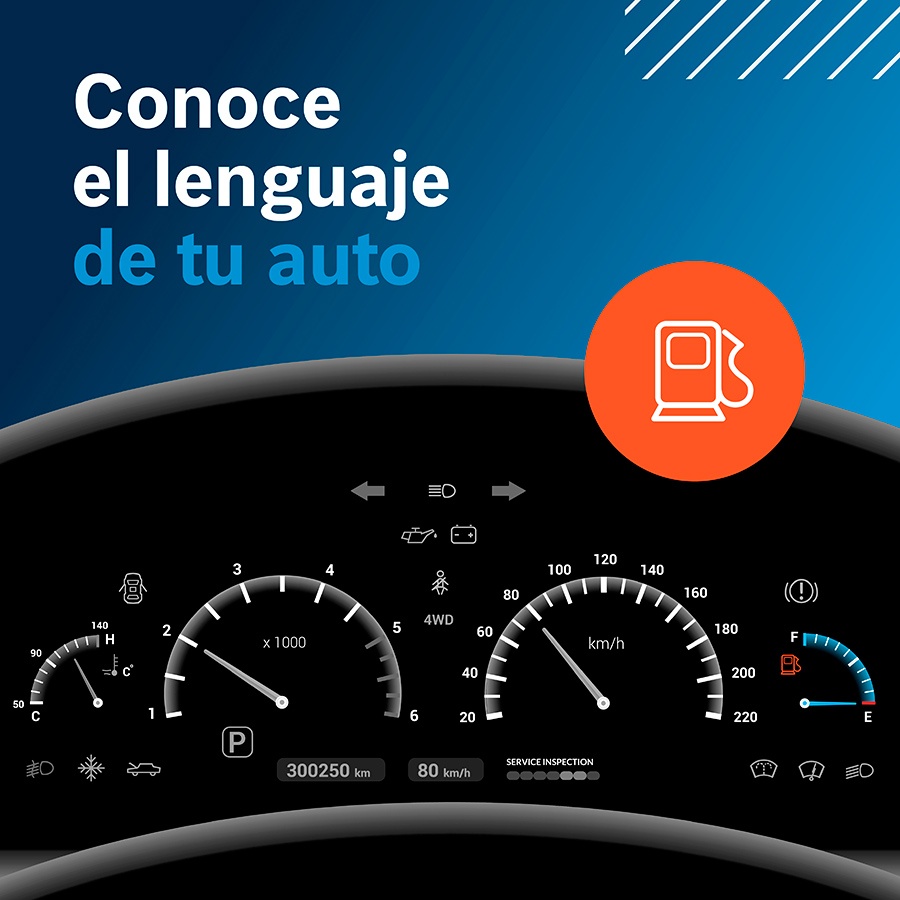 Conoce
el lenguaje
de tu auto
3 4
2 5
x 1000
1 6
4WD
100 120 140
80 160
60 180
km/h
40 200
20 220
140 H
90
C°
50 C
F
E
P
300250 km
80 km/h
SERVICE INSPECTION